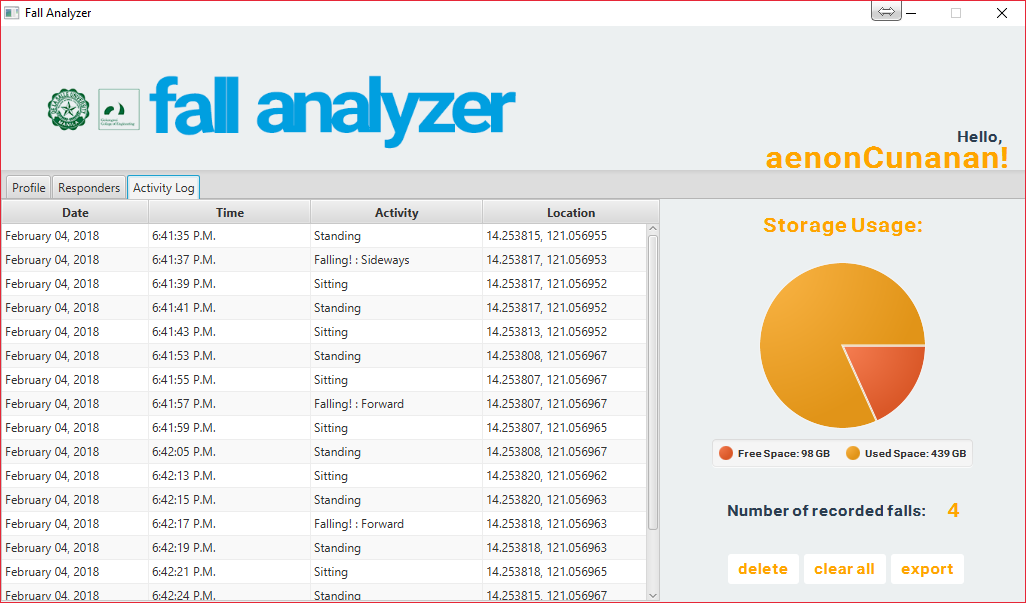 Fall Analyzer
fall analyzer
Hello,
aenonCunanan!
Profile Responders Activity Log
Date Time Activity Location
February 04, 2018 6:41:35 P.M. Standing 14.253815, 121.056955
February 04, 2018 6:41:37 P.M. Falling! : Sideways 14.253817, 121.056953
February 04, 2018 6:41:39 P.M. Sitting 14.253817, 121.056952
February 04, 2018 6:41:41 P.M. Standing 14.253817, 121.056952
February 04, 2018 6:41:43 P.M. Sitting 14.253813, 121.056952
February 04, 2018 6:41:53 P.M. Standing 14.253808, 121.056967
February 04, 2018 6:41:55 P.M. Sitting 14.253807, 121.056967
February 04, 2018 6:41:57 P.M. Falling! : Forward 14.253807, 121.056967
February 04, 2018 6:41:59 P.M. Sitting 14.253807, 121.056965
February 04, 2018 6:42:05 P.M. Standing 14.253808, 121.056967
February 04, 2018 6:42:13 P.M. Sitting 14.253820, 121.056962
February 04, 2018 6:42:15 P.M. Standing 14.253820, 121.056963
February 04, 2018 6:42:17 P.M. Falling! : Forward 14.253818, 121.056963
February 04, 2018 6:42:19 P.M. Standing 14.253818, 121.056963
February 04, 2018 6:42:21 P.M. Sitting 14.253818, 121.056965
February 04, 2018 6:42:24 P.M. Standing 14.253815, 121.056967
Storage Usage:
Free Space: 98 GB Used Space: 439 GB
Number of recorded falls: 4
delete clear all export